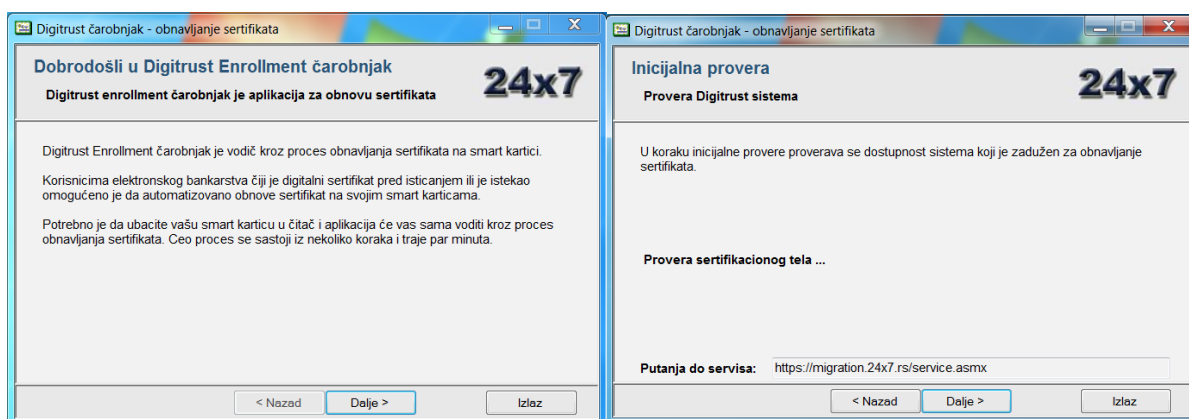 Digitrust čarobnjak - obnavljanje sertifikata
Dobrodošli u Digitrust Enrollment čarobnjak
Digitrust enrollment čarobnjak je aplikacija za obnovu sertifikata
24x7
Digitrust Enrollment čarobnjak je vodič kroz proces obnavljanja sertifikata na smart kartici.
Korisnicima elektronskog bankarstva čiji je digitalni sertifikat pred isticanjem ili je istekao
omogućeno je da automatizovano obnove sertifikat na svojim smart karticama.
Potrebno je da ubacite vašu smart karticu u čitač i aplikacija će vas sama voditi kroz proces
obnavljanja sertifikata. Ceo proces se sastoji iz nekoliko koraka i traje par minuta.
< Nazad
Dalje >
Izlaz
Digitrust čarobnjak - obnavljanje sertifikata
Inicijalna provera
Provera Digitrust sistema
24x7
U koraku inicijalne provere proverava se dostupnost sistema koji je zadužen za obnavljanje
sertifikata.
Provera sertifikacionog tela ...
Putanja do servisa: https://migration.24x7.rs/service.asmx
< Nazad
Dalje >
Izlaz